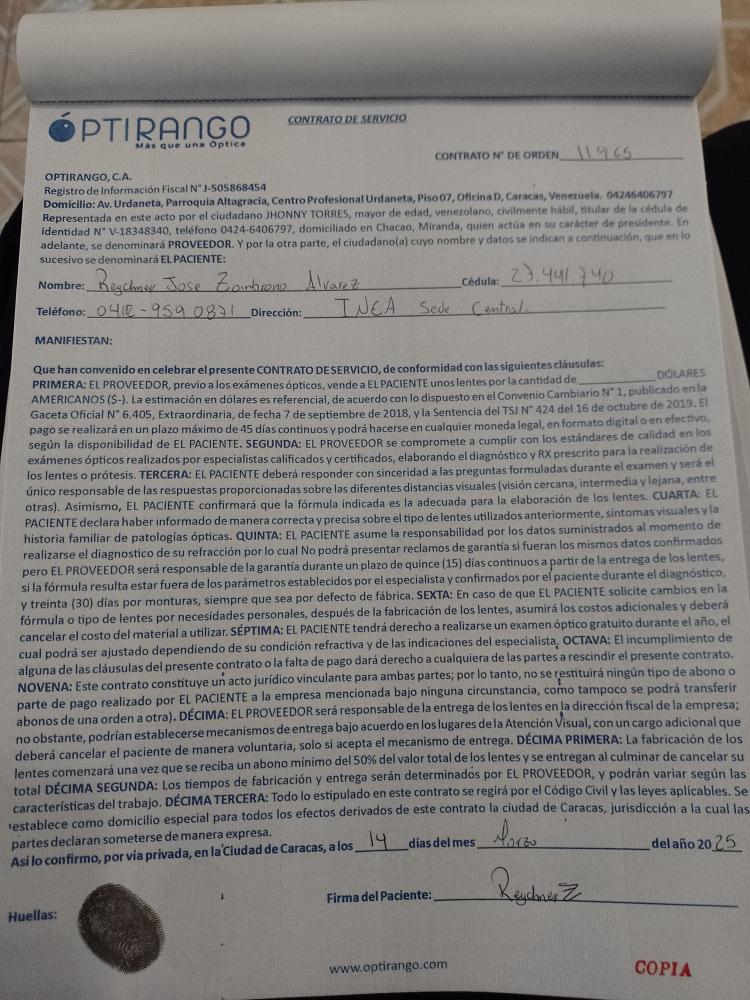 ÓPTIRANGO
Más que una Óptica
CONTRATO DE SERVICIO
CONTRATO N° DE ORDEN 11965
OPTIRANGO, C.A.
Registro de Información Fiscal N° J-505868454
Domicilio: Av. Urdaneta, Parroquia Altagracia, Centro Profesional Urdaneta, Piso 07, Oficina D, Caracas, Venezuela. 04246406797
Representada en este acto por el ciudadano JHONNY TORRES, mayor de edad, venezolano, civilmente hábil, titular de la cédula de
identidad N° V-18348340, teléfono 0424-6406797, domiciliado en Chacao, Miranda, quien actúa en su carácter de presidente. En
adelante, se denominará PROVEEDOR. Y por la otra parte, el ciudadano(a) cuyo nombre y datos se indican a continuación, que en lo
sucesivo se denominará EL PACIENTE:
Nombre: Reychner Jose Zambrano Alvarez Cédula: 27.441.740
Teléfono: 0412-959 0871 Dirección: INEA Sede Central.
MANIFIESTAN:
Que han convenido en celebrar el presente CONTRATO DE SERVICIO, de conformidad con las siguientes cláusulas:
PRIMERA: EL PROVEEDOR, previo a los exámenes ópticos, vende a EL PACIENTE unos lentes por la cantidad de ____________ DÓLARES
AMERICANOS ($-). La estimación en dólares es referencial, de acuerdo con lo dispuesto en el Convenio Cambiario N° 1, publicado en la
Gaceta Oficial N° 6.405, Extraordinaria, de fecha 7 de septiembre de 2018, y la Sentencia del TSJ N° 424 del 16 de octubre de 2019. El
pago se realizará en un plazo máximo de 45 días continuos y podrá hacerse en cualquier moneda legal, en formato digital o en efectivo,
según la disponibilidad de EL PACIENTE. SEGUNDA: EL PROVEEDOR se compromete a cumplir con los estándares de calidad en los
exámenes ópticos realizados por especialistas calificados y certificados, elaborando el diagnóstico y RX prescrito para la realización de
los lentes o prótesis. TERCERA: EL PACIENTE deberá responder con sinceridad a las preguntas formuladas durante el examen y será el
único responsable de las respuestas proporcionadas sobre las diferentes distancias visuales (visión cercana, intermedia y lejana, entre
otras). Asimismo, EL PACIENTE confirmará que la fórmula indicada es la adecuada para la elaboración de los lentes. CUARTA: EL
PACIENTE declara haber informado de manera correcta y precisa sobre el tipo de lentes utilizados anteriormente, síntomas visuales y la
historia familiar de patologías ópticas. QUINTA: EL PACIENTE asume la responsabilidad por los datos suministrados al momento de
realizarse el diagnostico de su refracción por lo cual No podrá presentar reclamos de garantía si fueran los mismos datos confirmados
pero EL PROVEEDOR será responsable de la garantía durante un plazo de quince (15) días continuos a partir de la entrega de los lentes,
si la fórmula resulta estar fuera de los parámetros establecidos por el especialista y confirmados por el paciente durante el diagnóstico,
y treinta (30) días por monturas, siempre que sea por defecto de fábrica. SEXTA: En caso de que EL PACIENTE solicite cambios en la
fórmula o tipo de lentes por necesidades personales, después de la fabricación de los lentes, asumirá los costos adicionales y deberá
cancelar el costo del material a utilizar. SÉPTIMA: EL PACIENTE tendrá derecho a realizarse un examen óptico gratuito durante el año, el
cual podrá ser ajustado dependiendo de su condición refractiva y de las indicaciones del especialista. OCTAVA: El incumplimiento de
alguna de las cláusulas del presente contrato o la falta de pago dará derecho a cualquiera de las partes a rescindir el presente contrato.
NOVENA: Este contrato constituye un acto jurídico vinculante para ambas partes; por lo tanto, no se restituirá ningún tipo de abono o
parte de pago realizado por EL PACIENTE a la empresa mencionada bajo ninguna circunstancia, como tampoco se podrá transferir
abonos de una orden a otra). DÉCIMA: EL PROVEEDOR será responsable de la entrega de los lentes en la dirección fiscal de la empresa;
no obstante, podrían establecerse mecanismos de entrega bajo acuerdo en los lugares de la Atención Visual, con un cargo adicional que
deberá cancelar el paciente de manera voluntaria, solo si acepta el mecanismo de entrega. DÉCIMA PRIMERA: La fabricación de los
lentes comenzará una vez que se reciba un abono mínimo del 50% del valor total de los lentes y se entregan al culminar de cancelar su
total DÉCIMA SEGUNDA: Los tiempos de fabricación y entrega serán determinados por EL PROVEEDOR, y podrán variar según las
características del trabajo. DÉCIMA TERCERA: Todo lo estipulado en este contrato se regirá por el Código Civil y las leyes aplicables. Se
establece como domicilio especial para todos los efectos derivados de este contrato la ciudad de Caracas, jurisdicción a la cual las
partes declaran someterse de manera expresa.
Así lo confirmo, por vía privada, en la Ciudad de Caracas, a los 14 días del mes Marzo del año 2025
Firma del Paciente: Reychner Z
Huellas:
www.optirango.com
COPIA